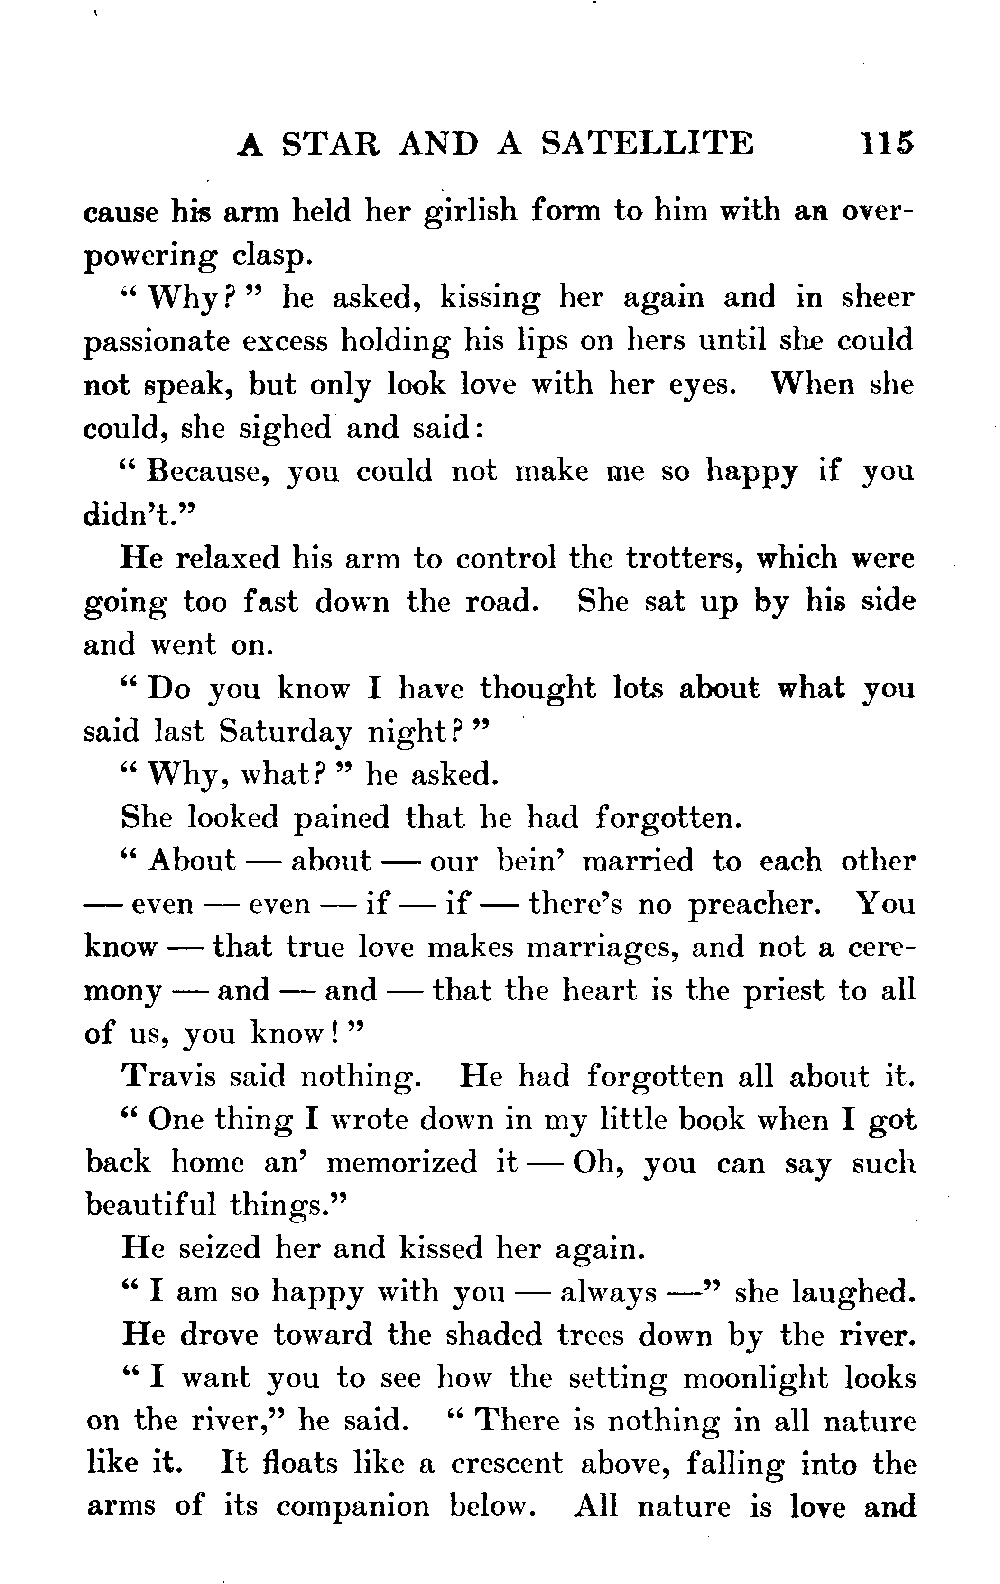 A STAR AND A SATELLITE 115
cause his arm held her girlish form to him with an over-
powering clasp.
“ Why? ” he asked, kissing her again and in sheer
passionate excess holding his lips on hers until she could
not speak, but only look love with her eyes. When she
could, she sighed and said:
“ Because, you could not make me so happy if you
didn’t.”
He relaxed his arm to control the trotters, which were
going too fast down the road. She sat up by his side
and went on.
“ Do you know I have thought lots about what you
said last Saturday night? ”
“ Why, what? ” he asked.
She looked pained that he had forgotten.
“ About — about — our bein’ married to each other
— even — even — if — if — there’s no preacher. You
know — that true love makes marriages, and not a cere-
mony — and — and — that the heart is the priest to all
of us, you know! ”
Travis said nothing. He had forgotten all about it.
“ One thing I wrote down in my little book when I got
back home an’ memorized it — Oh, you can say such
beautiful things.”
He seized her and kissed her again.
“ I am so happy with you — always —” she laughed.
He drove toward the shaded trees down by the river.
“ I want you to see how the setting moonlight looks
on the river,” he said. “ There is nothing in all nature
like it. It floats like a crescent above, falling into the
arms of its companion below. All nature is love and